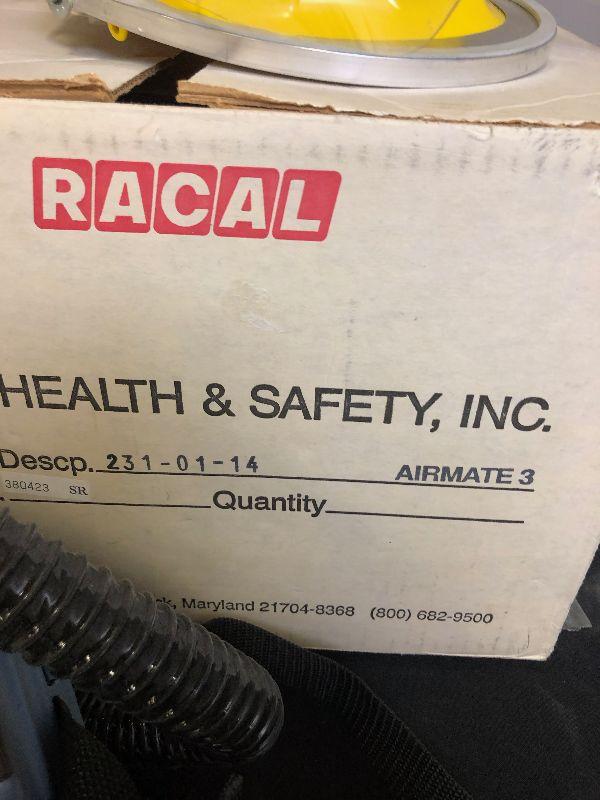 RACAL
HEALTH & SAFETY, INC.
Descp. 231-01-14 AIRMATE 3
380423 SR
Quantity
Maryland 21704-8368 (800) 682-9500